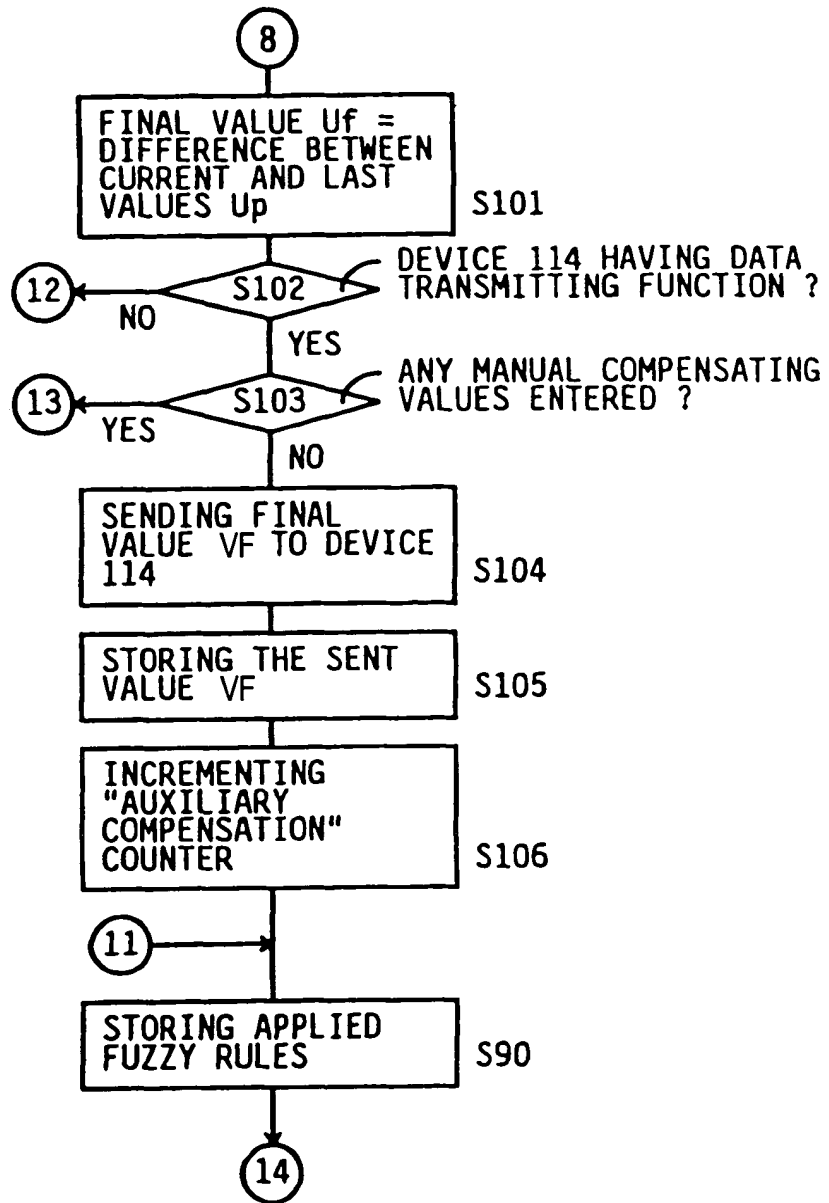 8
FINAL VALUE Uf =
DIFFERENCE BETWEEN
CURRENT AND LAST
VALUES Up
S101
S102
DEVICE 114 HAVING DATA
TRANSMITTING FUNCTION ?
12
NO
YES
S103
ANY MANUAL COMPENSATING
VALUES ENTERED ?
13
YES
NO
SENDING FINAL
VALUE VF TO DEVICE
114
S104
STORING THE SENT
VALUE VF
S105
INCREMENTING
"AUXILIARY
COMPENSATION"
COUNTER
S106
11
STORING APPLIED
FUZZY RULES
S90
14